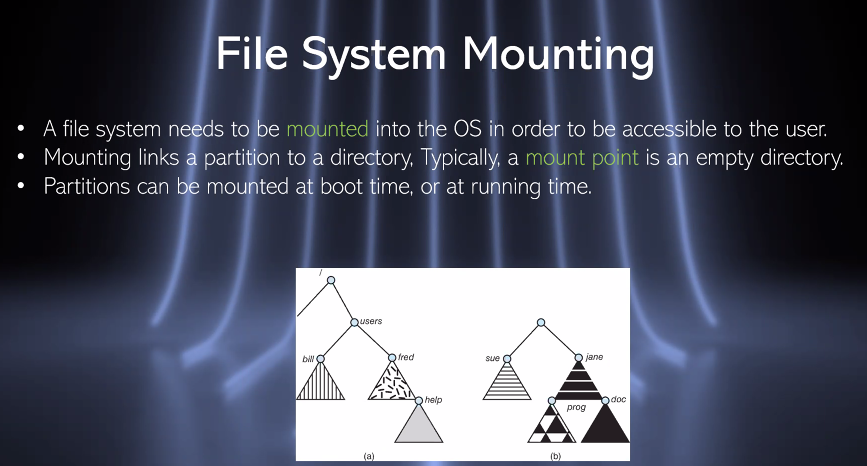 File System Mounting
• A file system needs to be mounted into the OS in order to be accessible to the user.
• Mounting links a partition to a directory, Typically, a mount point is an empty directory.
• Partitions can be mounted at boot time, or at running time.
/
users
bill
fred
help
sue
jane
prog
doc
(a)
(b)